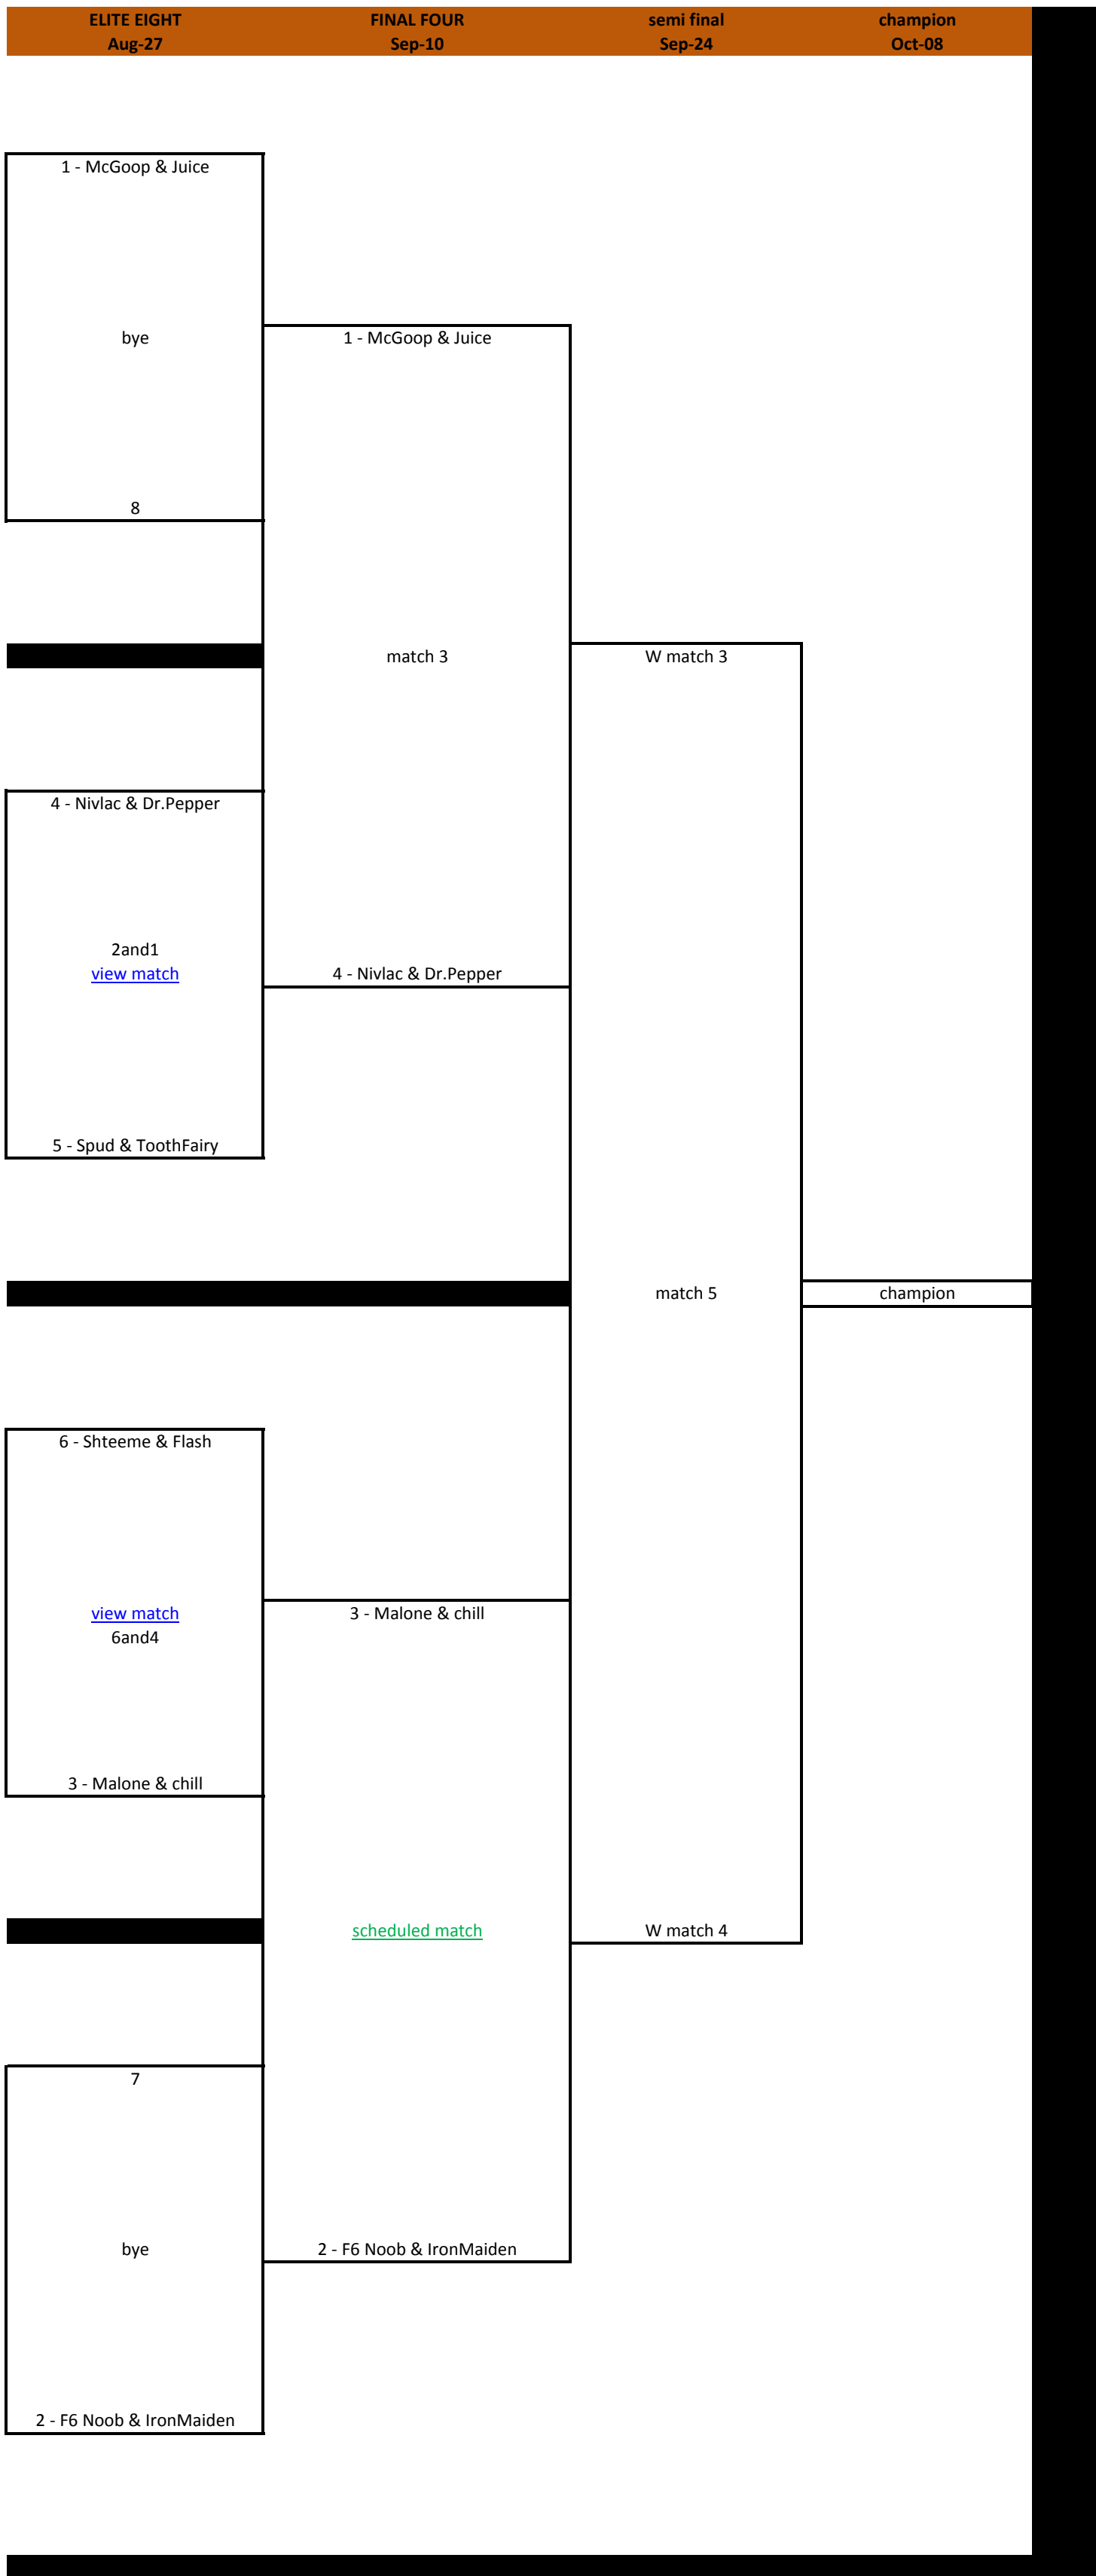 ELITE EIGHT
Aug-27
FINAL FOUR
Sep-10
semi final
Sep-24
champion
Oct-08
1 - McGoop & Juice
bye
1 - McGoop & Juice
8
match 3
W match 3
4 - Nivlac & Dr.Pepper
2and1
view match
4 - Nivlac & Dr.Pepper
5 - Spud & ToothFairy
match 5
champion
6 - Shteeme & Flash
view match
3 - Malone & chill
6and4
3 - Malone & chill
scheduled match
W match 4
7
bye
2 - F6 Noob & IronMaiden
2 - F6 Noob & IronMaiden